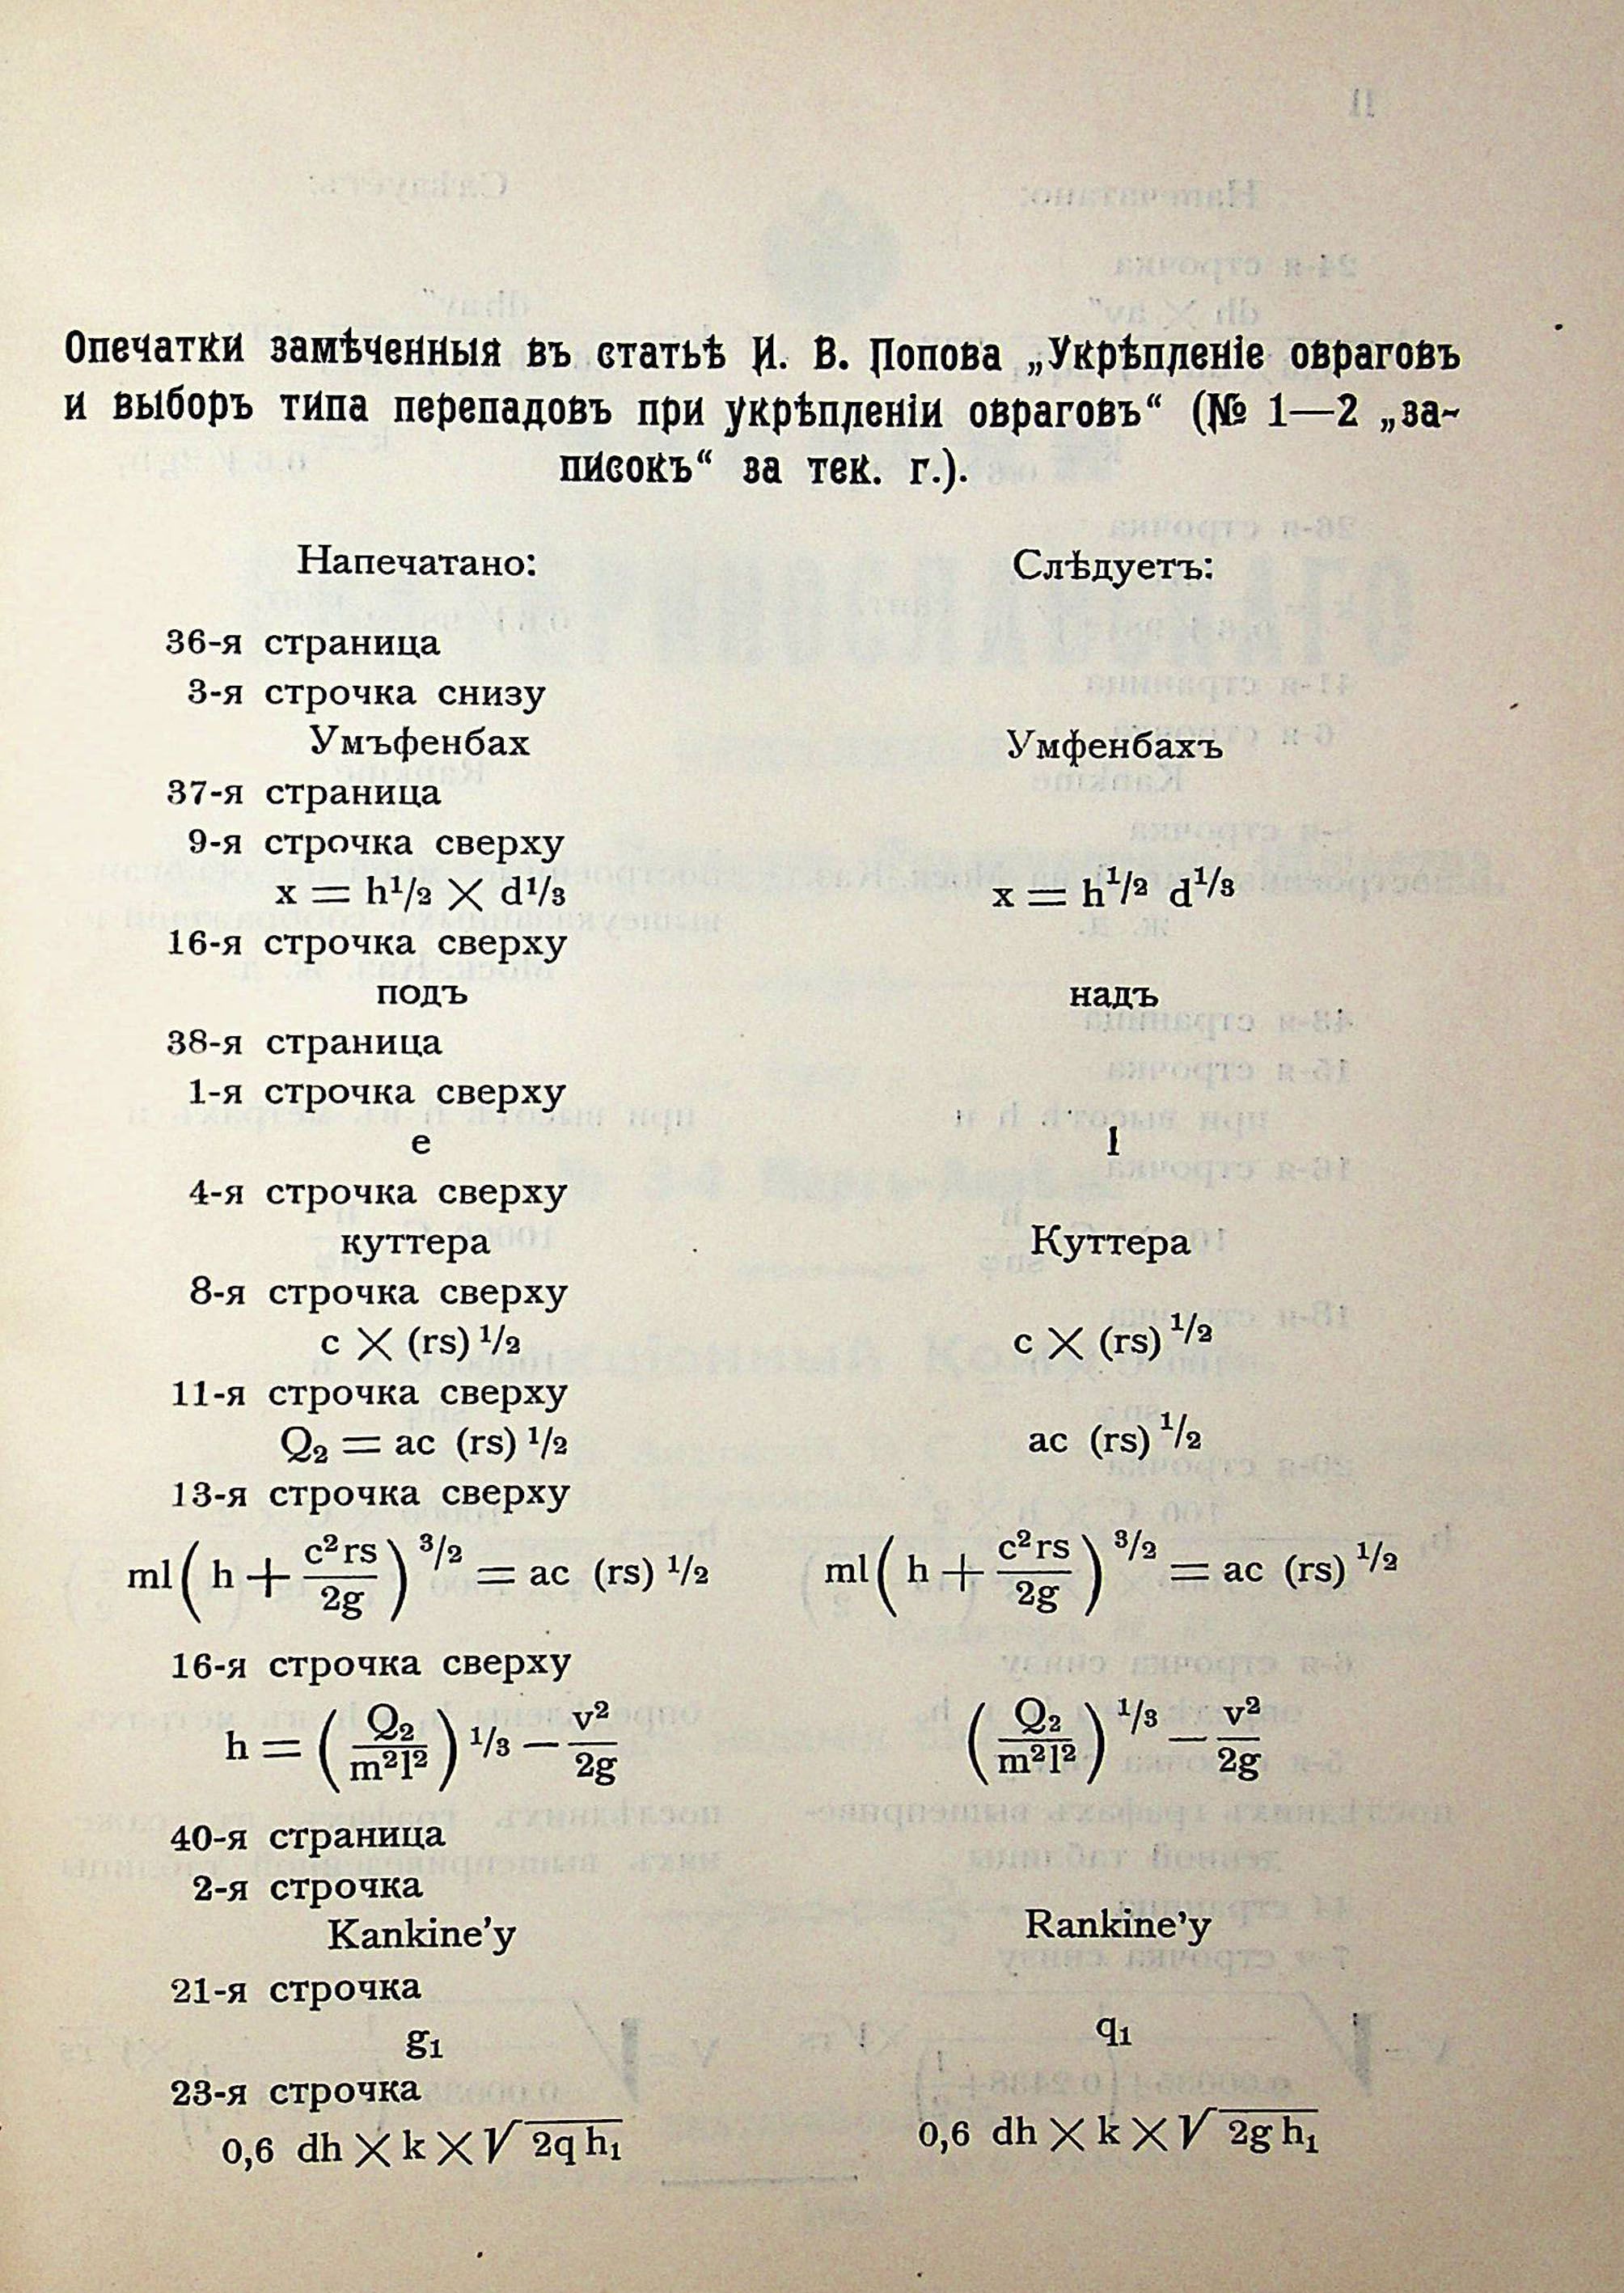 Опечатки замѣченныя въ статьѣ И. В. Попова „Укрѣпленіе овраговъ
и выборъ типа перепадовъ при укрѣпленіи овраговъ“ (№ 1—2 „за-
писокъ“ за тек. г.).
Напечатано: Слѣдуетъ:
36-я страница
3-я строчка снизу
Умъфенбах Умфенбахъ
37-я страница
9-я строчка сверху
x = h¹/₂ × d¹/₃ x = h¹/₂ d¹/₃
16-я строчка сверху
подъ надъ
38-я страница
1-я строчка сверху
e l
4-я строчка сверху
куттера Куттера
8-я строчка сверху
c × (rs) ¹/₂ c × (rs) ¹/₂
11-я строчка сверху
Q₂ = ac (rs) ¹/₂ ac (rs) ¹/₂
13-я строчка сверху
ml ( h + c²rs / 2g ) ³/₂ = ac (rs) ¹/₂ ml ( h + c²rs / 2g ) ³/₂ = ac (rs) ¹/₂
16-я строчка сверху
h = ( Q₂ / m²l² ) ¹/₃ — v² / 2g ( Q₂ / m²l² ) ¹/₃ — v² / 2g
40-я страница
2-я строчка
Kankine’y Rankine’y
21-я строчка
g₁ q₁
23-я строчка
0,6 dh × k × √ 2q h₁ 0,6 dh × k × √ 2g h₁